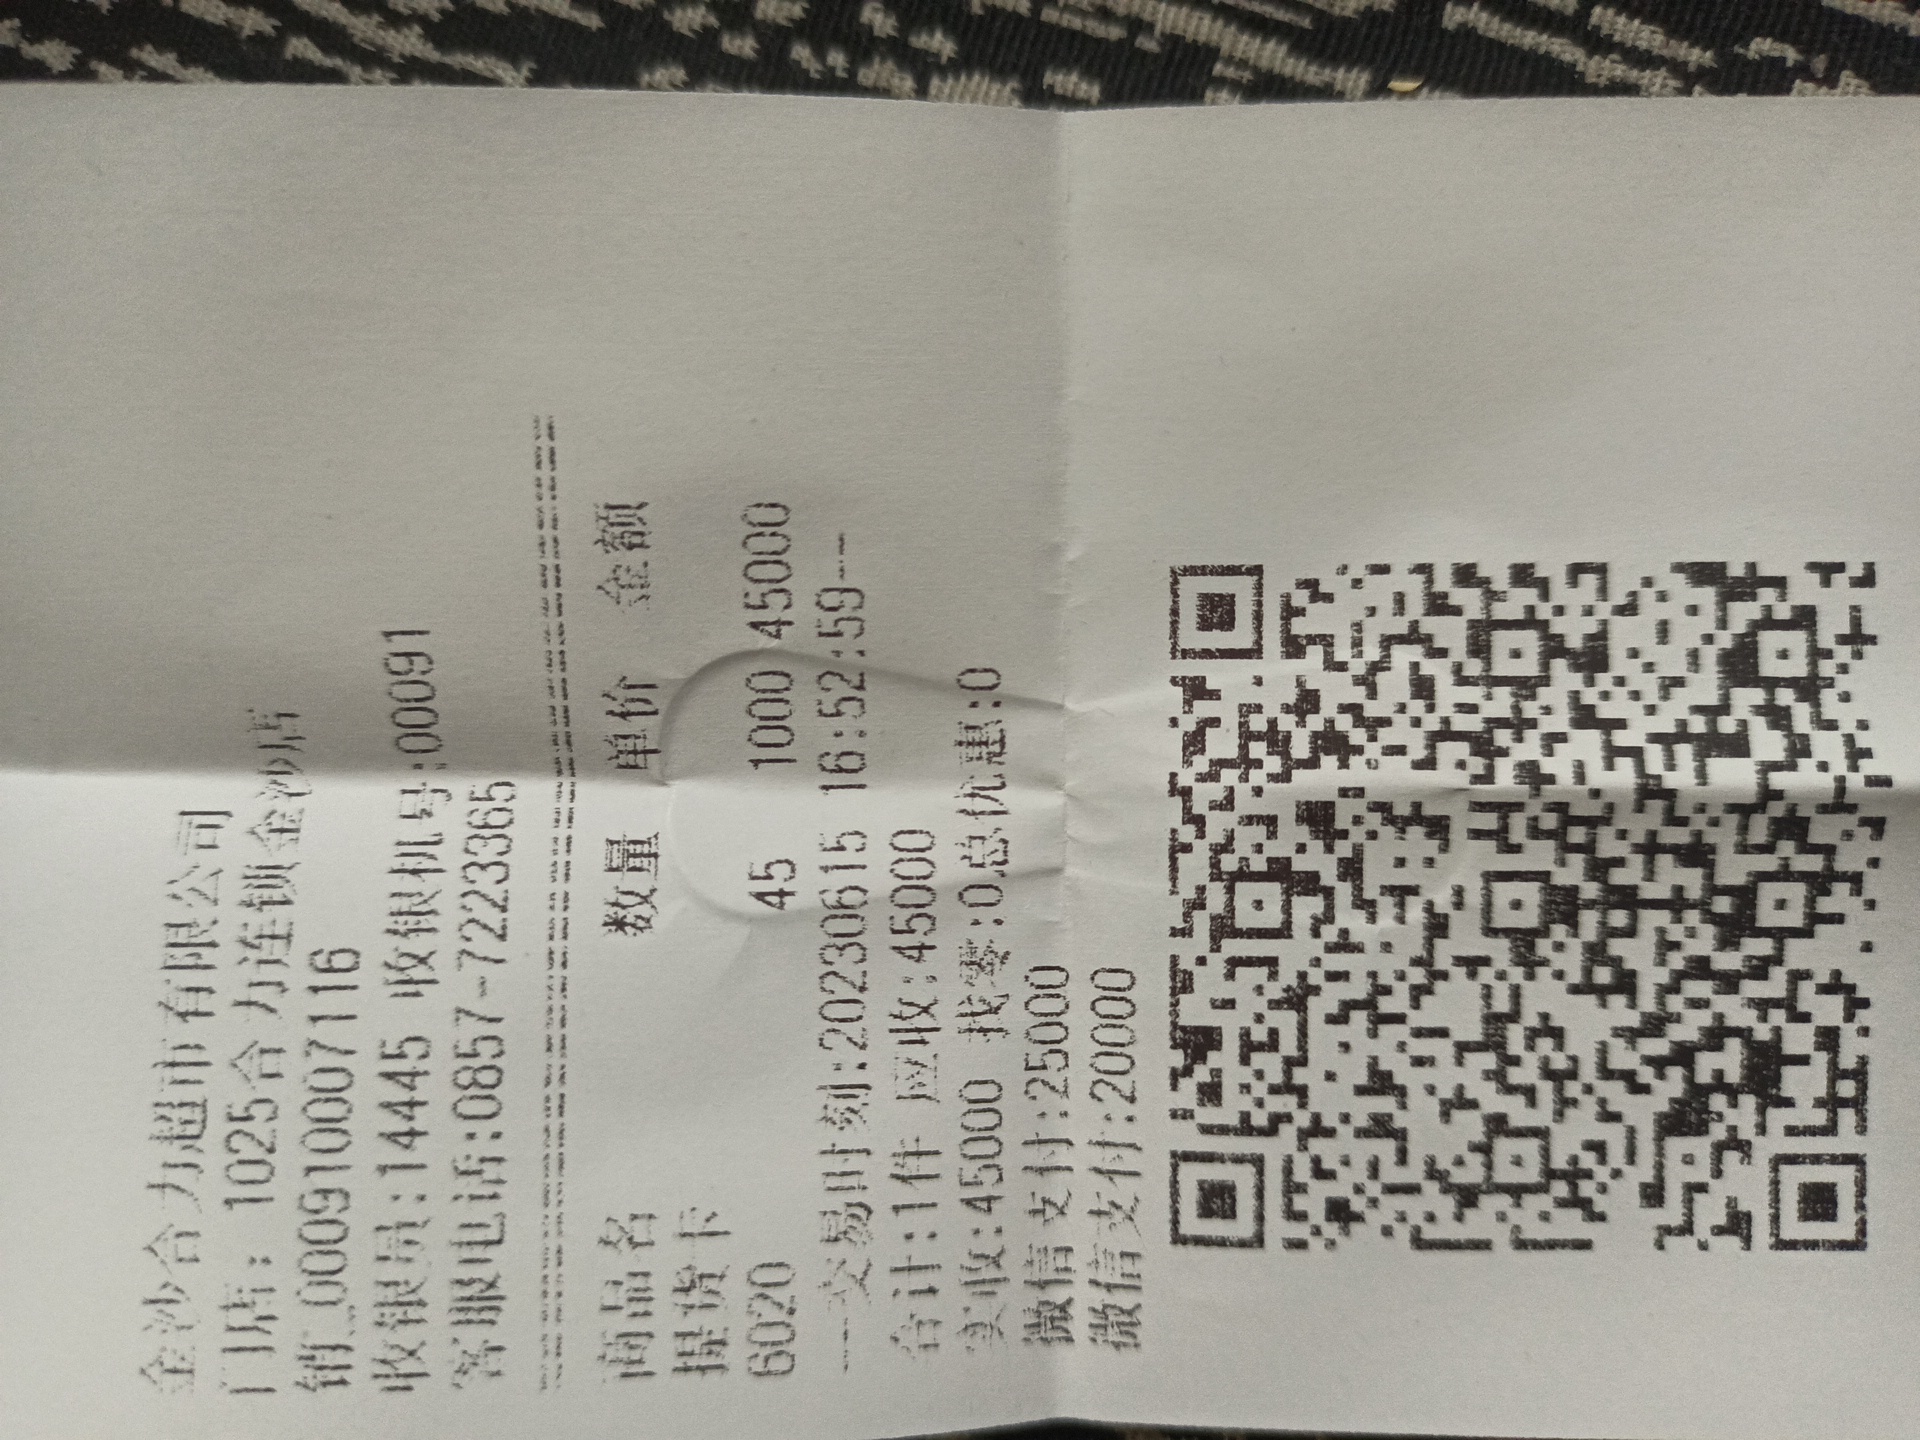 金沙合力超市有限公司
门店: 1025合力连锁金沙店
销_0009100007116
收银员:14445 收银机号:00091
客服电话:0857-7223365
商品名 数量 单价 金额
提货卡
6020 45 1000 45000
--交易时刻:20230615 16:52:59--
合计:1件 应收:45000
实收:45000 找零:0总优惠:0
微信支付:25000
微信支付:20000